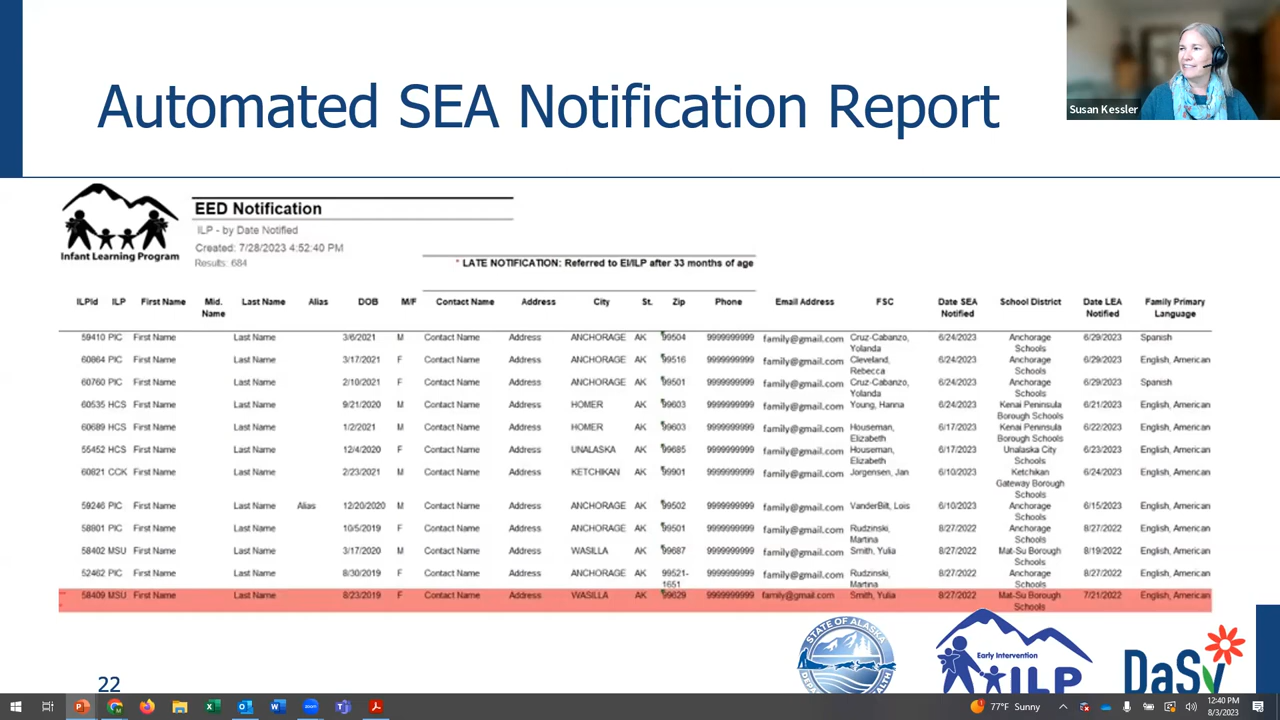 Automated SEA Notification Report
Susan Kessler
Infant Learning Program
EED Notification
ILP - by Date Notified
Created: 7/28/2023 4:52:40 PM
Results: 684
* LATE NOTIFICATION: Referred to EI/ILP after 33 months of age
ILPId ILP First Name Mid. Name Last Name Alias DOB M/F Contact Name Address City St. Zip Phone Email Address FSC Date SEA Notified School District Date LEA Notified Family Primary Language
59410 PIC First Name Last Name 3/6/2021 M Contact Name Address ANCHORAGE AK 99504 9999999999 family@gmail.com Cruz-Cabanzo, Yolanda 6/24/2023 Anchorage Schools 6/29/2023 Spanish
60864 PIC First Name Last Name 3/17/2021 F Contact Name Address ANCHORAGE AK 99516 9999999999 family@gmail.com Cleveland, Rebecca 6/24/2023 Anchorage Schools 6/29/2023 English, American
60760 PIC First Name Last Name 2/10/2021 F Contact Name Address ANCHORAGE AK 99501 9999999999 family@gmail.com Cruz-Cabanzo, Yolanda 6/24/2023 Anchorage Schools 6/29/2023 Spanish
60535 HCS First Name Last Name 9/21/2020 M Contact Name Address HOMER AK 99603 9999999999 family@gmail.com Young, Hanna 6/24/2023 Kenai Peninsula Borough Schools 6/21/2023 English, American
60689 HCS First Name Last Name 1/2/2021 M Contact Name Address HOMER AK 99603 9999999999 family@gmail.com Houseman, Elizabeth 6/17/2023 Kenai Peninsula Borough Schools 6/22/2023 English, American
55452 HCS First Name Last Name 12/4/2020 F Contact Name Address UNALASKA AK 99685 9999999999 family@gmail.com Houseman, Elizabeth 6/17/2023 Unalaska City Schools 6/23/2023 English, American
60821 CCK First Name Last Name 2/23/2021 M Contact Name Address KETCHIKAN AK 99901 9999999999 family@gmail.com Jorgensen, Jan 6/10/2023 Ketchikan Gateway Borough Schools 6/24/2023 English, American
59246 PIC First Name Last Name Alias 12/20/2020 M Contact Name Address ANCHORAGE AK 99502 9999999999 family@gmail.com VanderBilt, Lois 6/10/2023 Anchorage Schools 6/15/2023 English, American
58801 PIC First Name Last Name 10/5/2019 F Contact Name Address ANCHORAGE AK 99501 9999999999 family@gmail.com Rudzinski, Martina 8/27/2022 Anchorage Schools 8/27/2022 English, American
58402 MSU First Name Last Name 3/17/2020 M Contact Name Address WASILLA AK 99687 9999999999 family@gmail.com Smith, Yulia 8/27/2022 Mat-Su Borough Schools 8/19/2022 English, American
52462 PIC First Name Last Name 8/30/2019 F Contact Name Address ANCHORAGE AK 99521-1651 9999999999 family@gmail.com Rudzinski, Martina 8/27/2022 Anchorage Schools 8/27/2022 English, American
58409 MSU First Name Last Name 8/23/2019 F Contact Name Address WASILLA AK 99629 9999999999 family@gmail.com Smith, Yulia 8/27/2022 Mat-Su Borough Schools 7/21/2022 English, American
STATE OF ALASKA
Early Intervention
ILP
DaSy
22
77°F Sunny
12:40 PM
8/3/2023